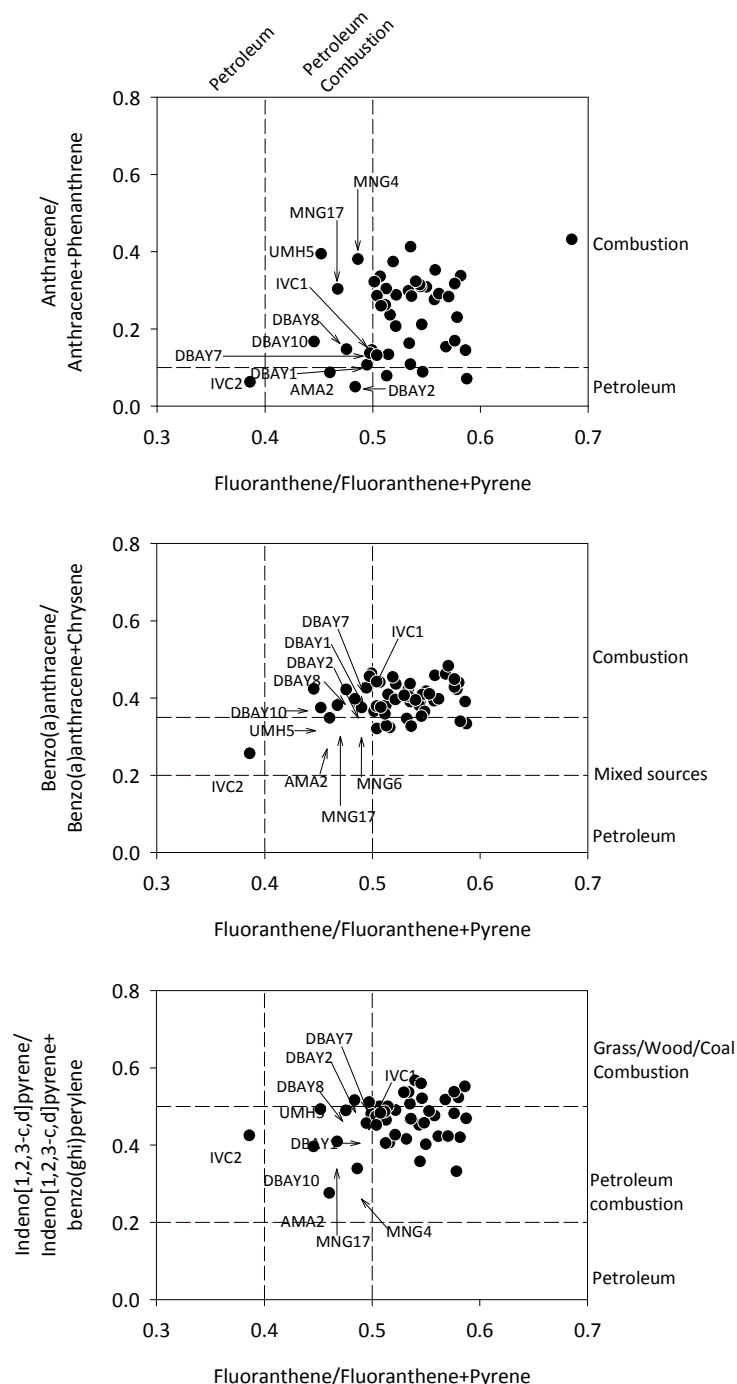 Petroleum
Petroleum
Combustion
0.8
0.6
0.4
0.2
0.0
Anthracene/
Anthracene+Phenanthrene
MNG4
MNG17
UMH5
IVC1
DBAY8
DBAY10
DBAY7
DBAY1
IVC2
AMA2
DBAY2
Combustion
Petroleum
0.3 0.4 0.5 0.6 0.7
Fluoranthene/Fluoranthene+Pyrene
0.8
0.6
0.4
0.2
0.0
Benzo(a)anthracene/
Benzo(a)anthracene+Chrysene
DBAY7
IVC1
DBAY1
DBAY2
DBAY8
DBAY10
UMH5
IVC2
AMA2
MNG6
MNG17
Combustion
Mixed sources
Petroleum
0.3 0.4 0.5 0.6 0.7
Fluoranthene/Fluoranthene+Pyrene
0.8
0.6
0.4
0.2
0.0
Indeno[1,2,3-c,d]pyrene/
Indeno[1,2,3-c,d]pyrene+
benzo(ghi)perylene
DBAY7
DBAY2
IVC1
DBAY8
UMH5
DBAY1
IVC2
DBAY10
AMA2
MNG4
MNG17
Grass/Wood/Coal
Combustion
Petroleum
combustion
Petroleum
0.3 0.4 0.5 0.6 0.7
Fluoranthene/Fluoranthene+Pyrene